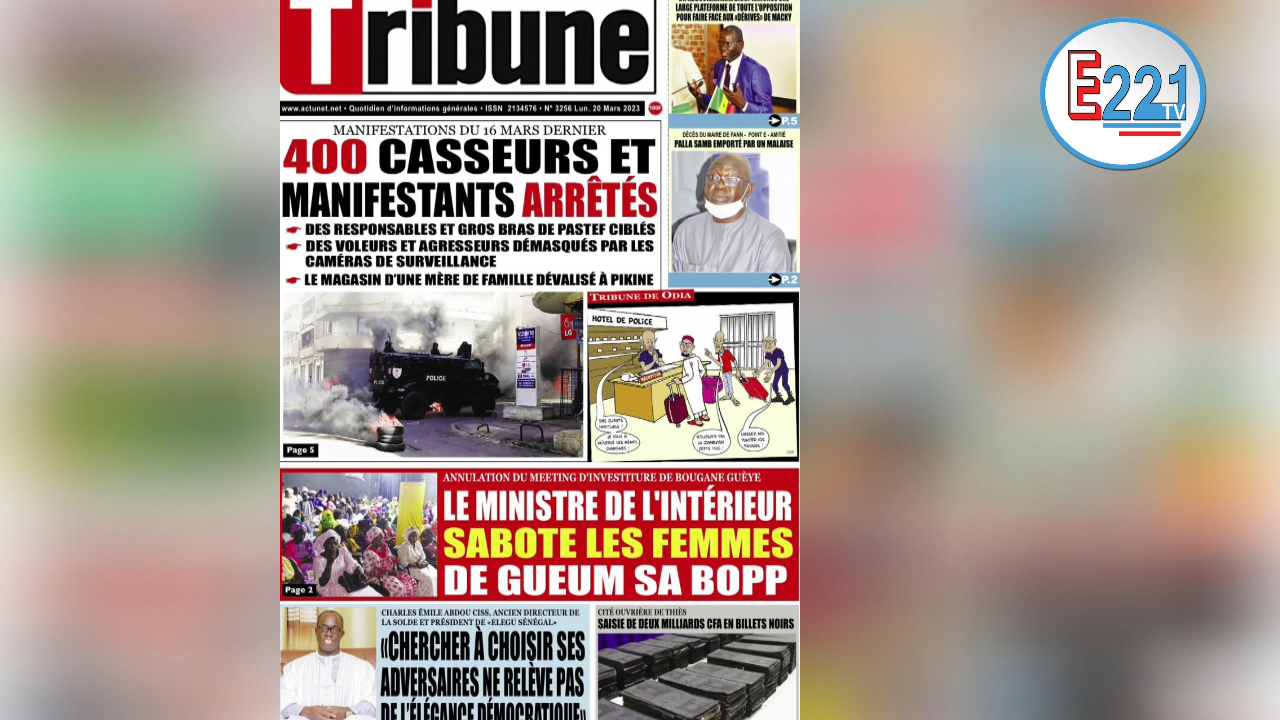 Tribune
www.actunet.net • Quotidien d'informations générales • ISSN 2134576 • N° 3256 Lun. 20 Mars 2023
100F
LARGE PLATEFORME DE TOUTE L'OPPOSITION
POUR FAIRE FACE AUX «DÉRIVES» DE MACKY
P.5
MANIFESTATIONS DU 16 MARS DERNIER
400 CASSEURS ET
MANIFESTANTS ARRÊTÉS
DES RESPONSABLES ET GROS BRAS DE PASTEF CIBLÉS
DES VOLEURS ET AGRESSEURS DÉMASQUÉS PAR LES
CAMÉRAS DE SURVEILLANCE
LE MAGASIN D'UNE MÈRE DE FAMILLE DÉVALISÉ À PIKINE
DÉCÈS DU MAIRE DE FANN - POINT E - AMITIÉ
PALLA SAMB EMPORTÉ PAR UN MALAISE
P.2
POLICE
LG
Page 5
TRIBUNE DE ODIA
HOTEL DE POLICE
ANNULATION DU MEETING D'INVESTITURE DE BOUGANE GUÈYE
LE MINISTRE DE L'INTÉRIEUR
SABOTE LES FEMMES
DE GUEUM SA BOPP
Page 2
CHARLES ÉMILE ABDOU CISS, ANCIEN DIRECTEUR DE
LA SOLDE ET PRÉSIDENT DE «ELEGU SÉNÉGAL»
«CHERCHER À CHOISIR SES
ADVERSAIRES NE RELÈVE PAS
DE L'ÉLÉGANCE DÉMOCRATIQUE»
CITÉ OUVRIÈRE DE THIÈS
SAISIE DE DEUX MILLIARDS CFA EN BILLETS NOIRS
E221
TV